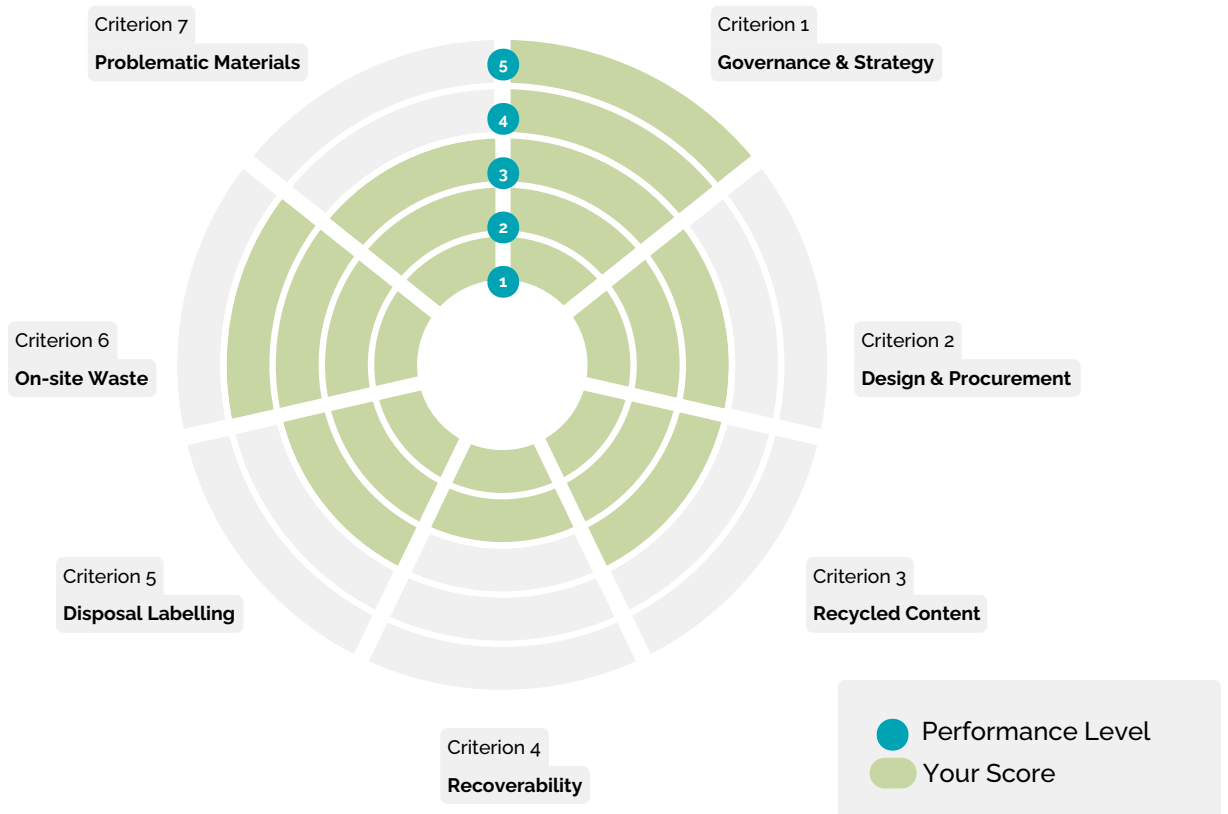 Criterion 7
Problematic Materials
Criterion 1
Governance & Strategy
5
4
3
2
1
Criterion 6
On-site Waste
Criterion 2
Design & Procurement
Criterion 5
Disposal Labelling
Criterion 3
Recycled Content
Criterion 4
Recoverability
Performance Level
Your Score